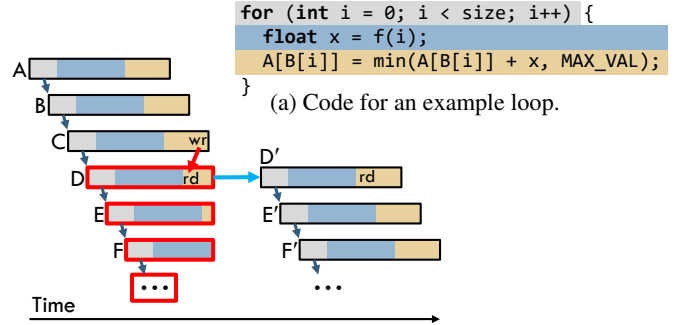 for (int i = 0; i < size; i++) {
float x = f(i);
A[B[i]] = min(A[B[i]] + x, MAX_VAL);
}
(a) Code for an example loop.
A
B
C wr
D rd
D′ rd
E
E′
F
F′
...
...
Time